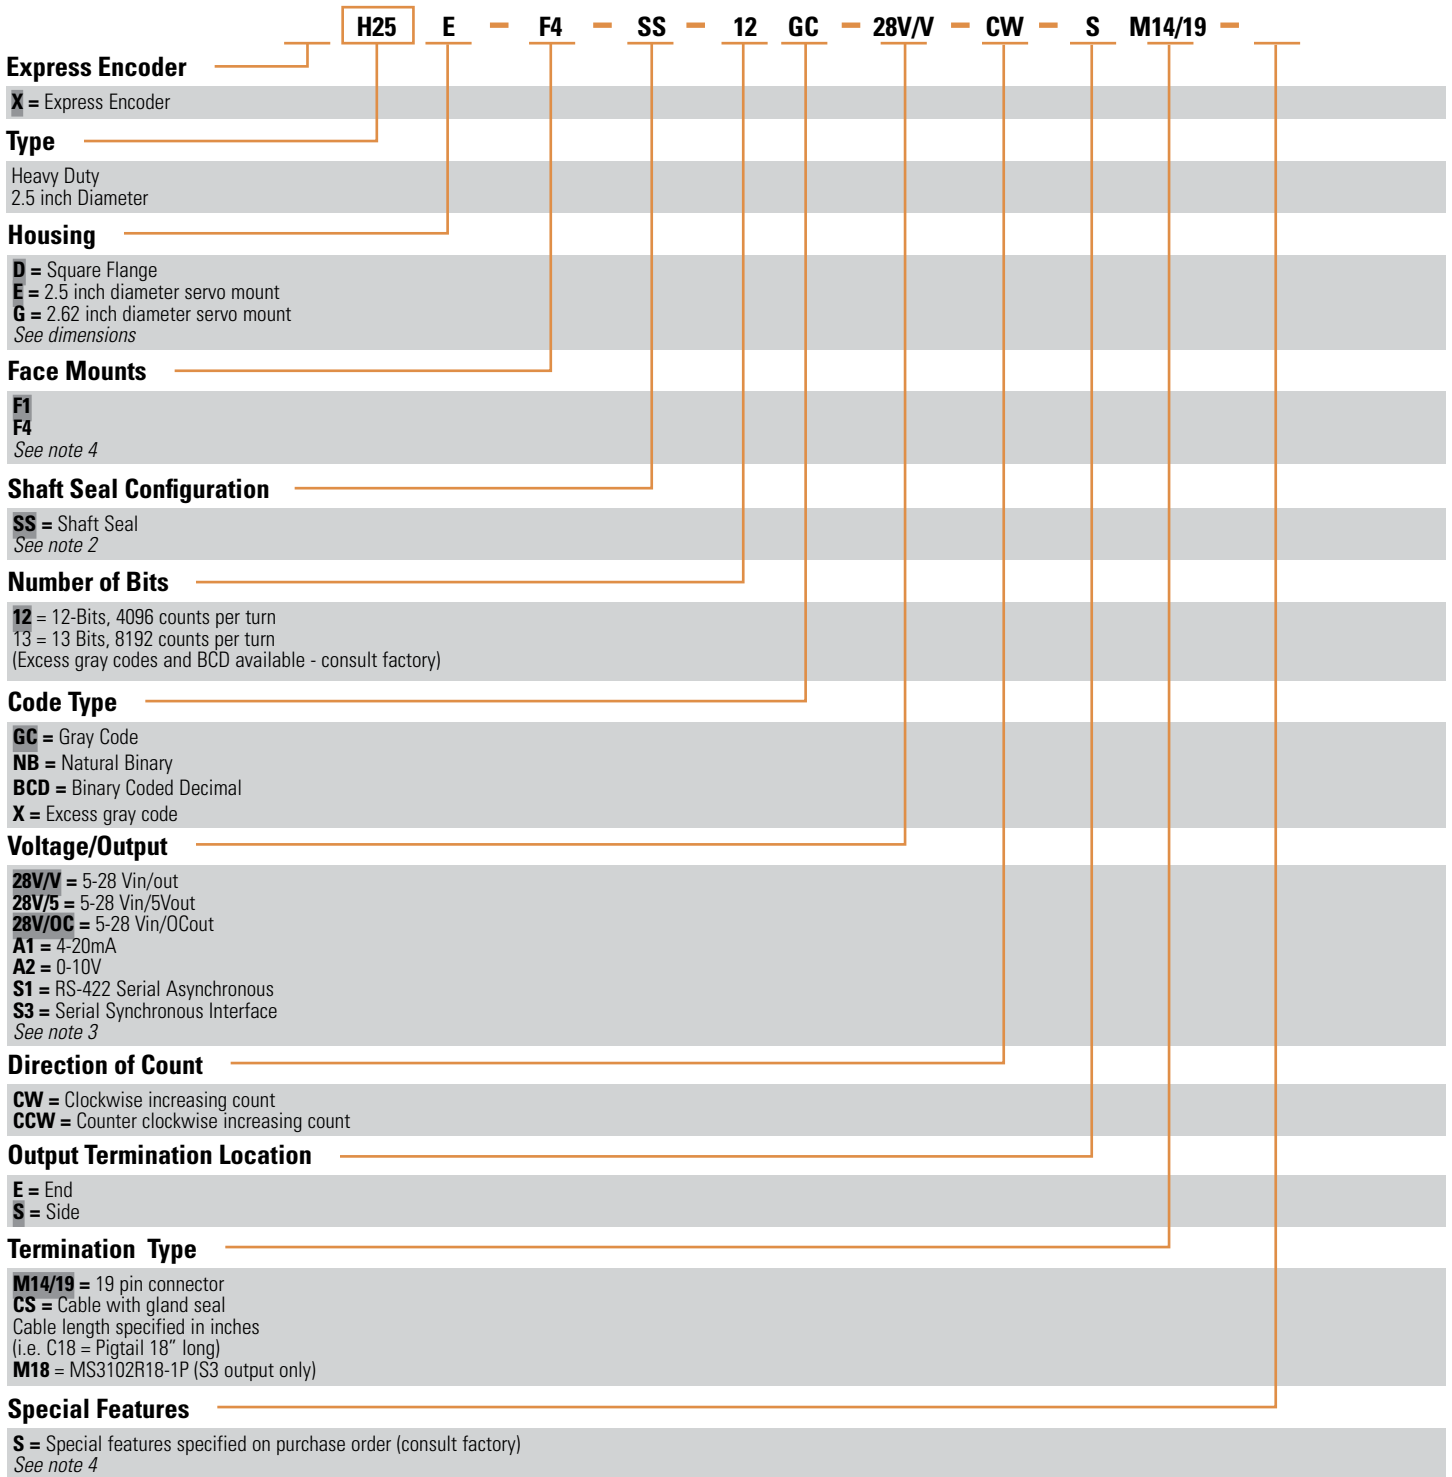 H25 E - F4 - SS - 12 GC - 28V/V - CW - S M14/19 -
Express Encoder
X = Express Encoder
Type
Heavy Duty
2.5 inch Diameter
Housing
D = Square Flange
E = 2.5 inch diameter servo mount
G = 2.62 inch diameter servo mount
See dimensions
Face Mounts
F1
F4
See note 4
Shaft Seal Configuration
SS = Shaft Seal
See note 2
Number of Bits
12 = 12-Bits, 4096 counts per turn
13 = 13 Bits, 8192 counts per turn
(Excess gray codes and BCD available - consult factory)
Code Type
GC = Gray Code
NB = Natural Binary
BCD = Binary Coded Decimal
X = Excess gray code
Voltage/Output
28V/V = 5-28 Vin/out
28V/5 = 5-28 Vin/5Vout
28V/OC = 5-28 Vin/OCout
A1 = 4-20mA
A2 = 0-10V
S1 = RS-422 Serial Asynchronous
S3 = Serial Synchronous Interface
See note 3
Direction of Count
CW = Clockwise increasing count
CCW = Counter clockwise increasing count
Output Termination Location
E = End
S = Side
Termination Type
M14/19 = 19 pin connector
CS = Cable with gland seal
Cable length specified in inches
(i.e. C18 = Pigtail 18" long)
M18 = MS3102R18-1P (S3 output only)
Special Features
S = Special features specified on purchase order (consult factory)
See note 4